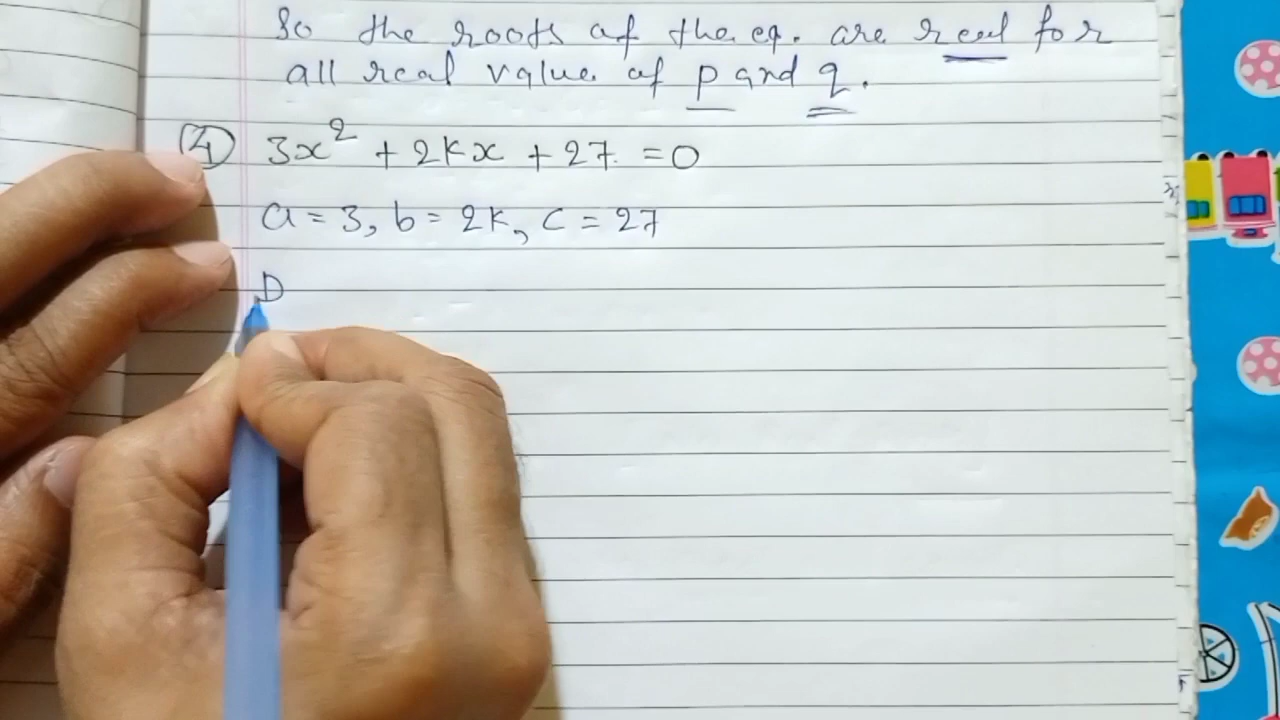 So the roots of the eq. are real for
all real value of p and q.
4 3x² + 2kx + 27 = 0
a = 3, b = 2k, c = 27
D